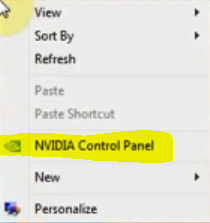 View
Sort By
Refresh
Paste
Paste Shortcut
NVIDIA Control Panel
New
Personalize